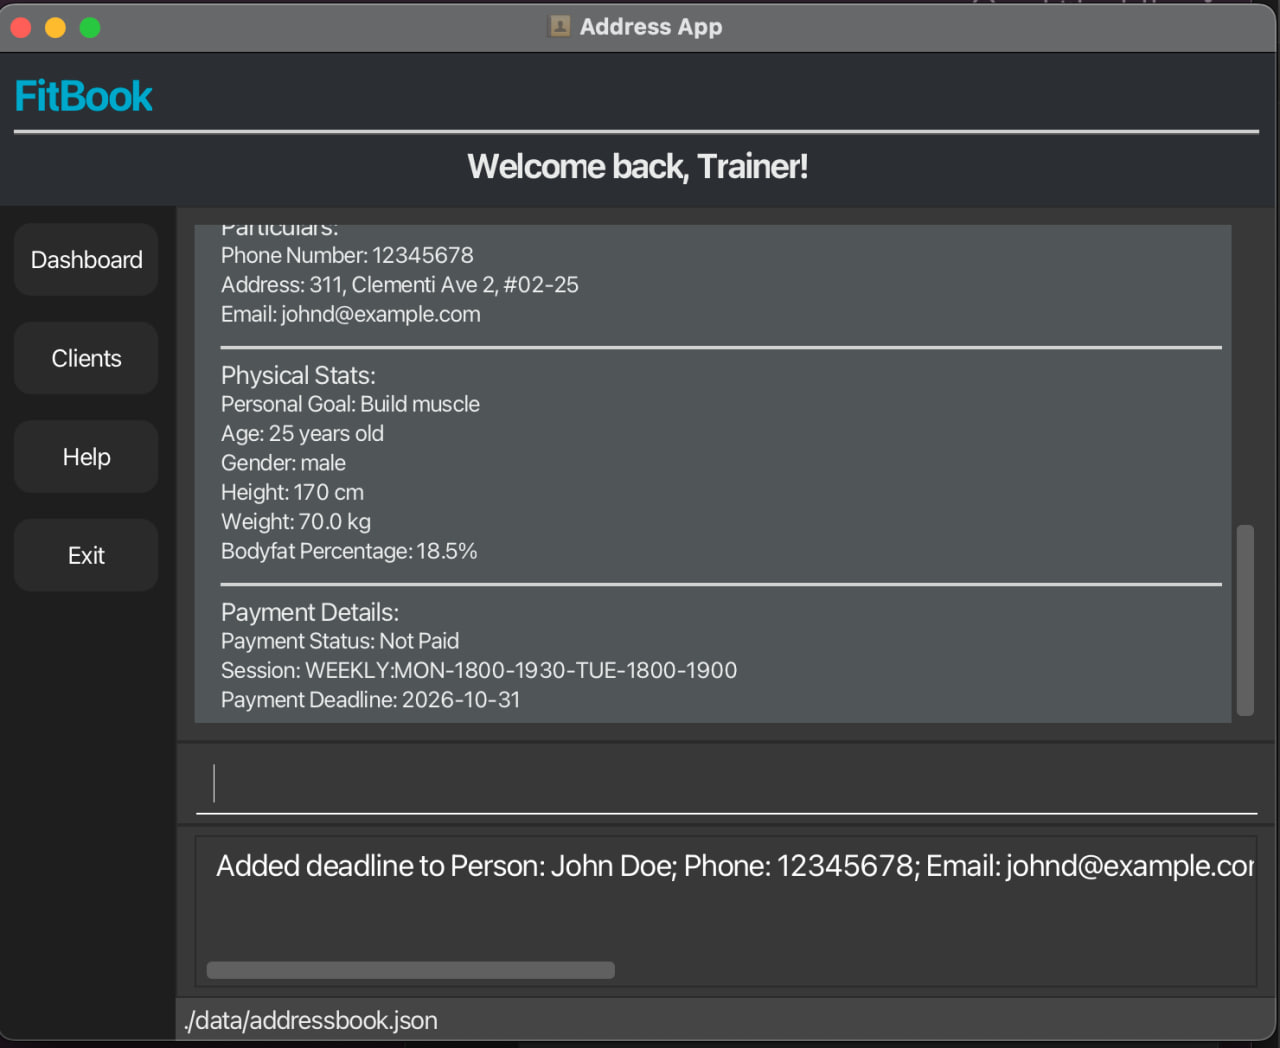 Address App
FitBook
Welcome back, Trainer!
Dashboard
Clients
Help
Exit
Particulars:
Phone Number: 12345678
Address: 311, Clementi Ave 2, #02-25
Email: johnd@example.com
Physical Stats:
Personal Goal: Build muscle
Age: 25 years old
Gender: male
Height: 170 cm
Weight: 70.0 kg
Bodyfat Percentage: 18.5%
Payment Details:
Payment Status: Not Paid
Session: WEEKLY:MON-1800-1930-TUE-1800-1900
Payment Deadline: 2026-10-31
Added deadline to Person: John Doe; Phone: 12345678; Email: johnd@example.com
./data/addressbook.json